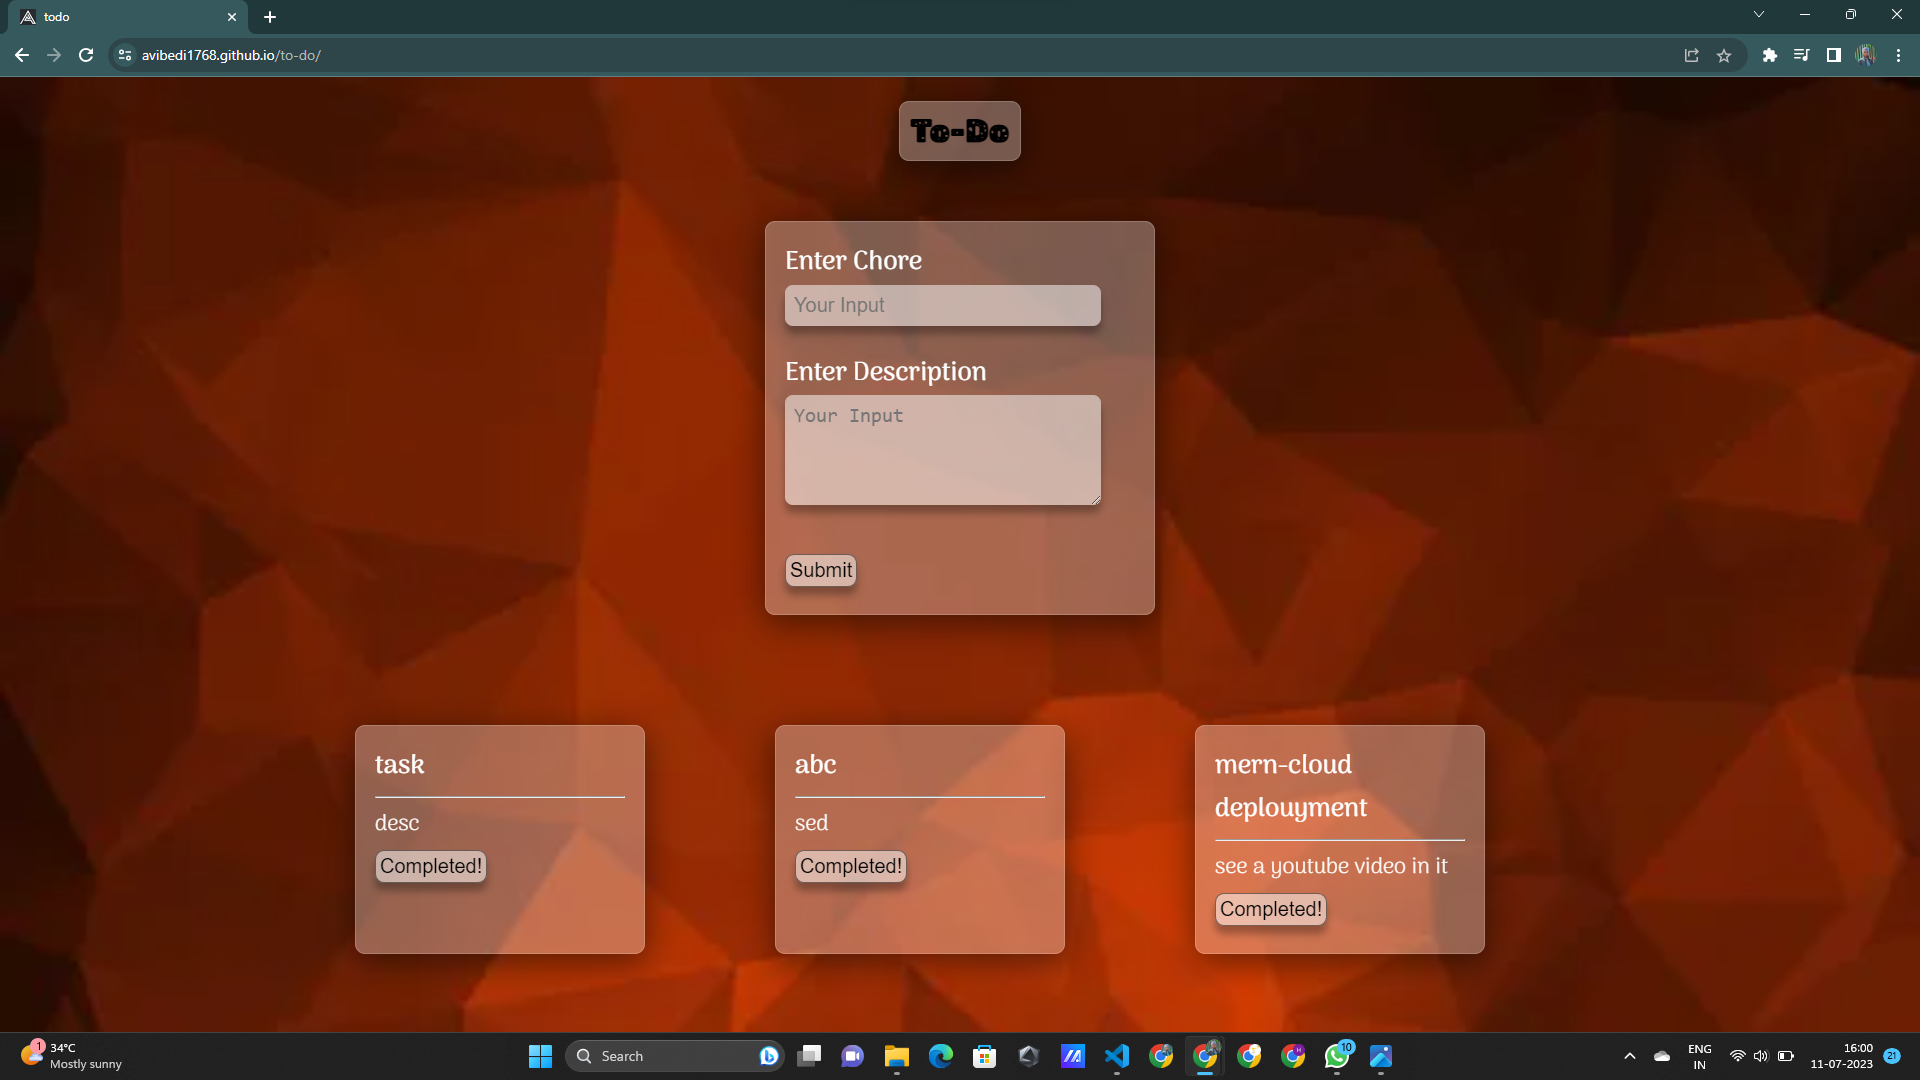 todo
avibedi1768.github.io/to-do/
To-Do
Enter Chore
Your Input
Enter Description
Your Input
Submit
task
desc
Completed!
abc
sed
Completed!
mern-cloud
deplouyment
see a youtube video in it
Completed!
1
34°C
Mostly sunny
Search
10
ENG
IN
16:00
11-07-2023
21